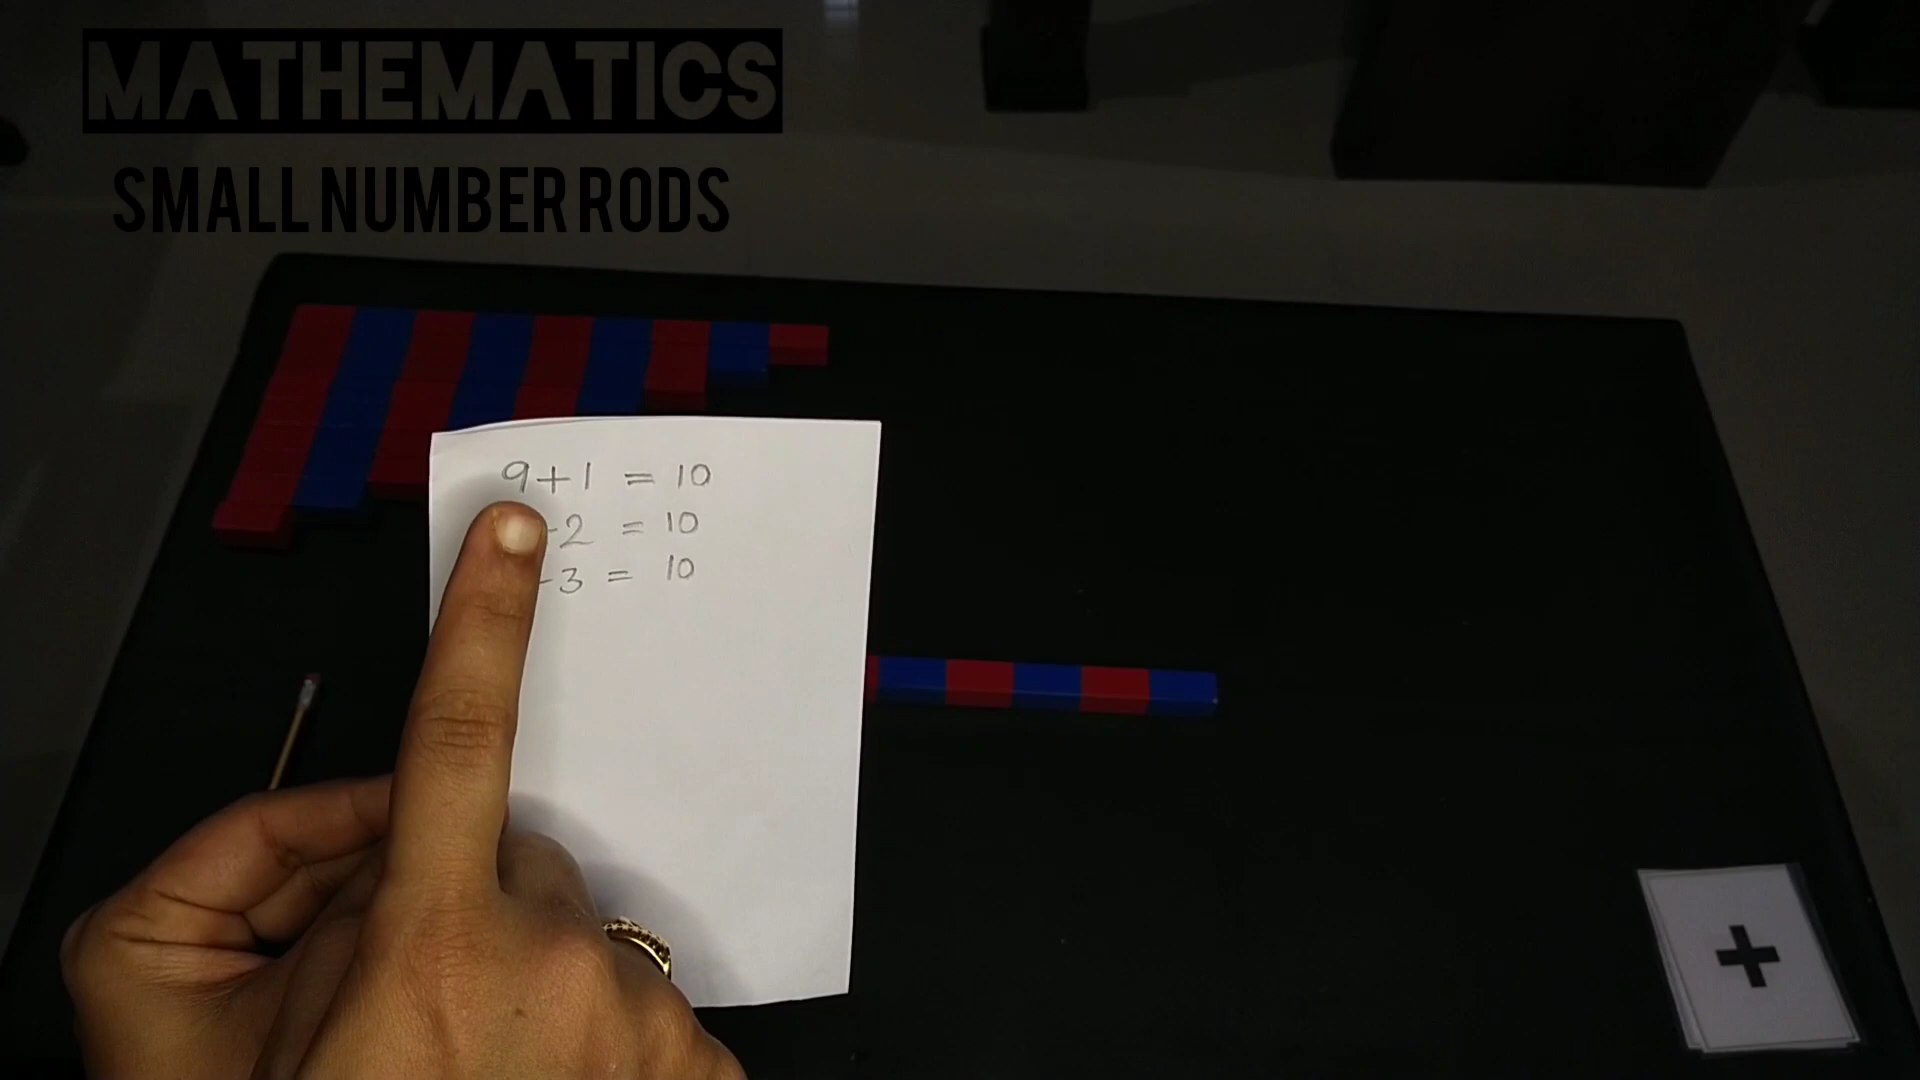 MATHEMATICS
SMALL NUMBER RODS
9+1 = 10
-2 = 10
-3 = 10
+